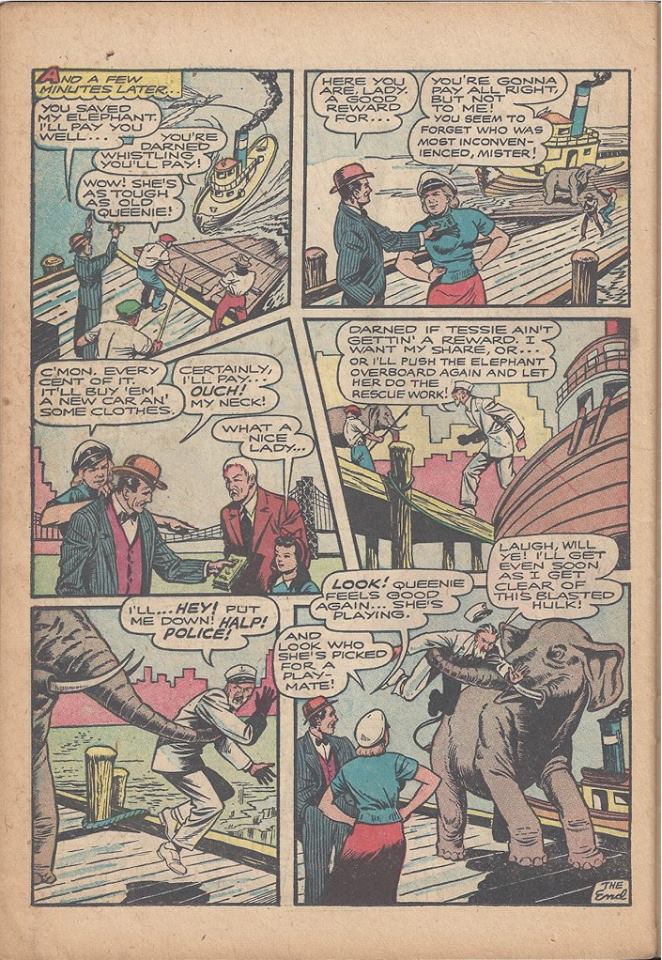 AND A FEW
MINUTES LATER...
YOU SAVED
MY ELEPHANT.
I'LL PAY YOU
WELL...
YOU'RE
DARNED
WHISTLING
YOU'LL PAY!
WOW! SHE'S
AS TOUGH
AS OLD
QUEENIE!
HERE YOU
ARE, LADY.
A GOOD
REWARD
FOR...
YOU'RE GONNA
PAY ALL RIGHT,
BUT NOT
TO ME!
YOU SEEM TO
FORGET WHO WAS
MOST INCONVEN-
IENCED, MISTER!
C'MON. EVERY
CENT OF IT.
IT'LL BUY 'EM
A NEW CAR AN'
SOME CLOTHES.
CERTAINLY,
I'LL PAY...
OUCH!
MY NECK!
WHAT A
NICE
LADY...
DARNED IF TESSIE AIN'T
GETTIN' A REWARD. I
WANT MY SHARE, OR...
OR I'LL PUSH THE ELEPHANT
OVERBOARD AGAIN AND LET
HER DO THE
RESCUE WORK!
I'LL...HEY! PUT
ME DOWN! HALP!
POLICE!
LOOK! QUEENIE
FEELS GOOD
AGAIN... SHE'S
PLAYING.
AND
LOOK WHO
SHE'S PICKED
FOR A
PLAY-
MATE!
LAUGH, WILL
YE! I'LL GET
EVEN SOON
AS I GET
CLEAR OF
THIS BLASTED
HULK!
THE
End